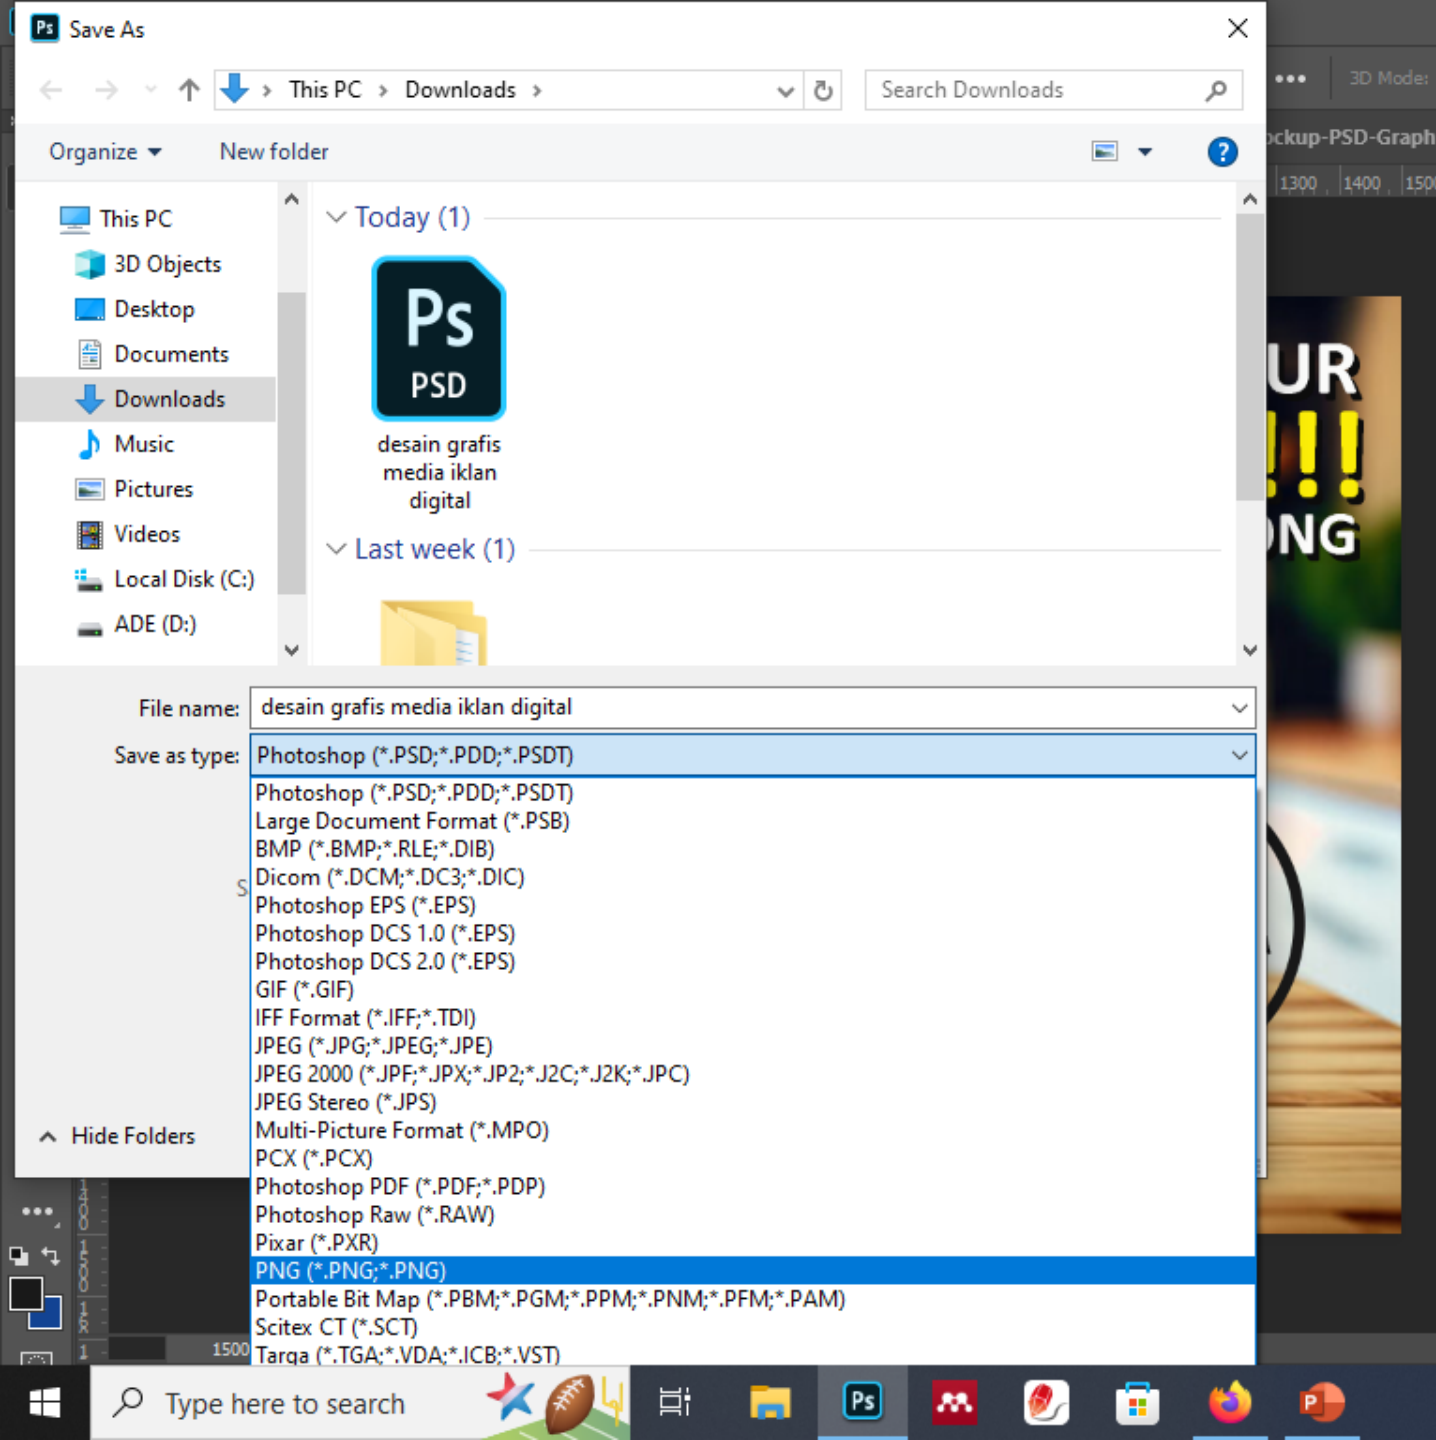 Ps Save As
This PC Downloads
Search Downloads
3D Mode:
Organize New folder
ockup-PSD-Graph
1300 1400 150
This PC
3D Objects
Desktop
Documents
Downloads
Music
Pictures
Videos
Local Disk (C:)
ADE (D:)
Today (1)
Ps
PSD
desain grafis
media iklan
digital
Last week (1)
UR
!!!
ONG
File name: desain grafis media iklan digital
Save as type: Photoshop (*.PSD;*.PDD;*.PSDT)
Photoshop (*.PSD;*.PDD;*.PSDT)
Large Document Format (*.PSB)
BMP (*.BMP;*.RLE;*.DIB)
Dicom (*.DCM;*.DC3;*.DIC)
S
Photoshop EPS (*.EPS)
Photoshop DCS 1.0 (*.EPS)
Photoshop DCS 2.0 (*.EPS)
GIF (*.GIF)
IFF Format (*.IFF;*.TDI)
JPEG (*.JPG;*.JPEG;*.JPE)
JPEG 2000 (*.JPF;*.JPX;*.JP2;*.J2C;*.J2K;*.JPC)
JPEG Stereo (*.JPS)
Multi-Picture Format (*.MPO)
PCX (*.PCX)
Photoshop PDF (*.PDF;*.PDP)
Photoshop Raw (*.RAW)
Pixar (*.PXR)
PNG (*.PNG;*.PNG)
Portable Bit Map (*.PBM;*.PGM;*.PPM;*.PNM;*.PFM;*.PAM)
Scitex CT (*.SCT)
Targa (*.TGA;*.VDA;*.ICB;*.VST)
Hide Folders
1500
Type here to search
Ps
P